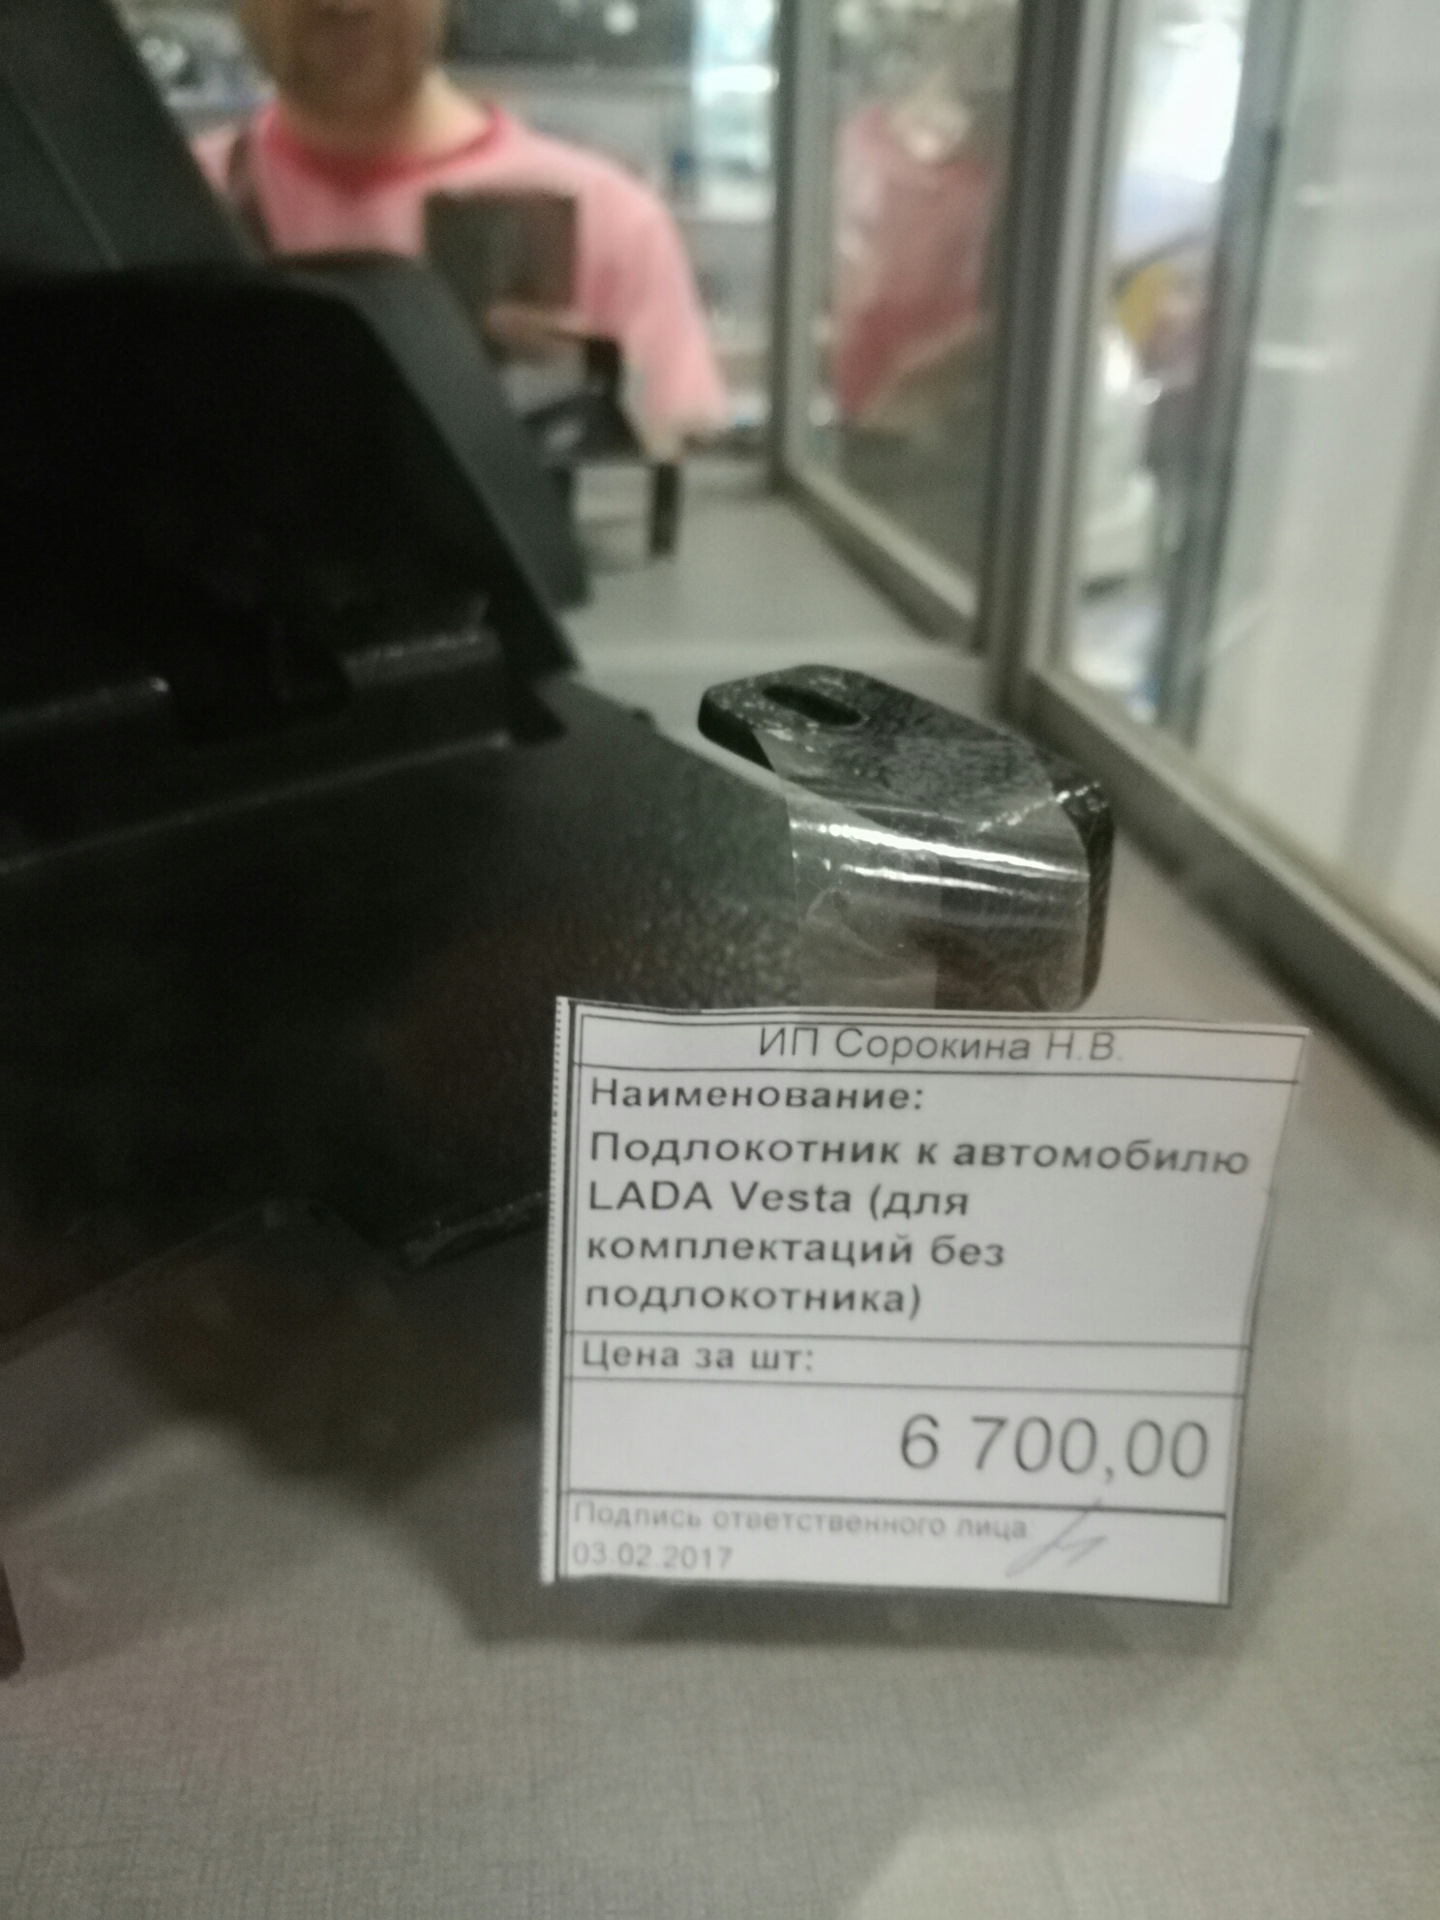 ИП Сорокина Н.В.
Наименование:
Подлокотник к автомобилю
LADA Vesta (для
комплектаций без
подлокотника)
Цена за шт:
6 700,00
Подпись ответственного лица:
03.02.2017